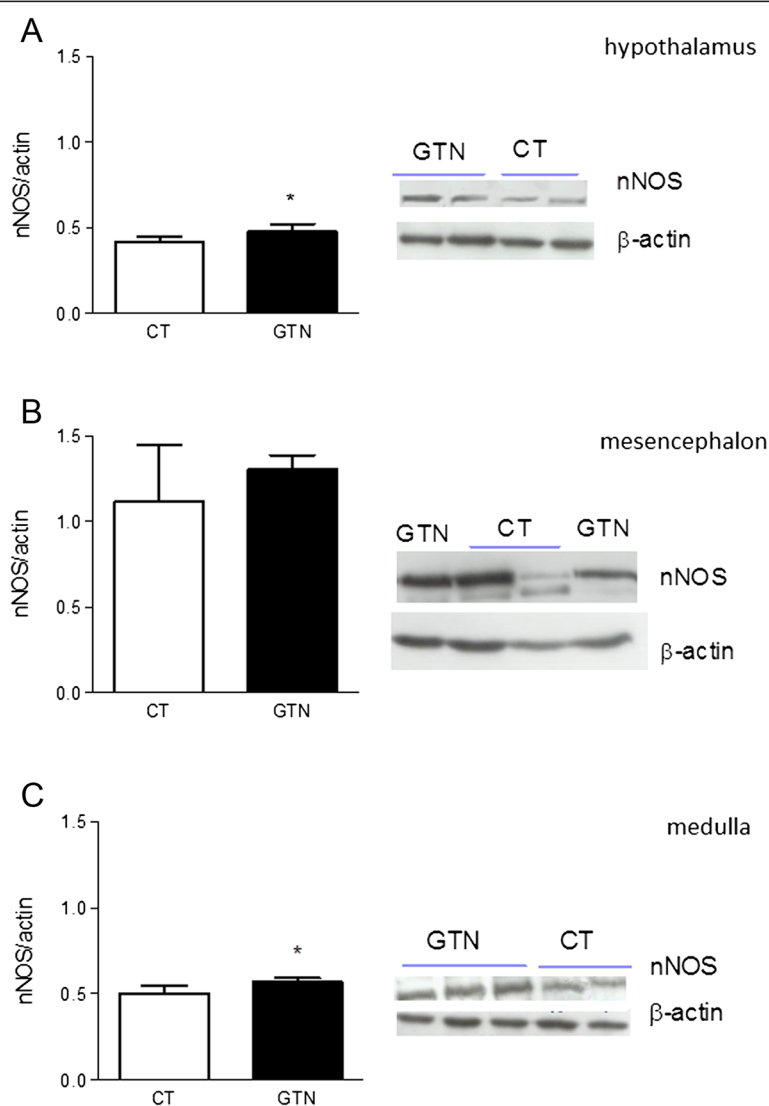 A
hypothalamus
1.5
1.0
0.5
0.0
nNOS/actin
*
CT
GTN
GTN CT
nNOS
β-actin
B
mesencephalon
1.5
1.0
0.5
0.0
nNOS/actin
CT
GTN
GTN CT GTN
nNOS
β-actin
C
medulla
1.5
1.0
0.5
0.0
nNOS/actin
*
CT
GTN
GTN CT
nNOS
β-actin